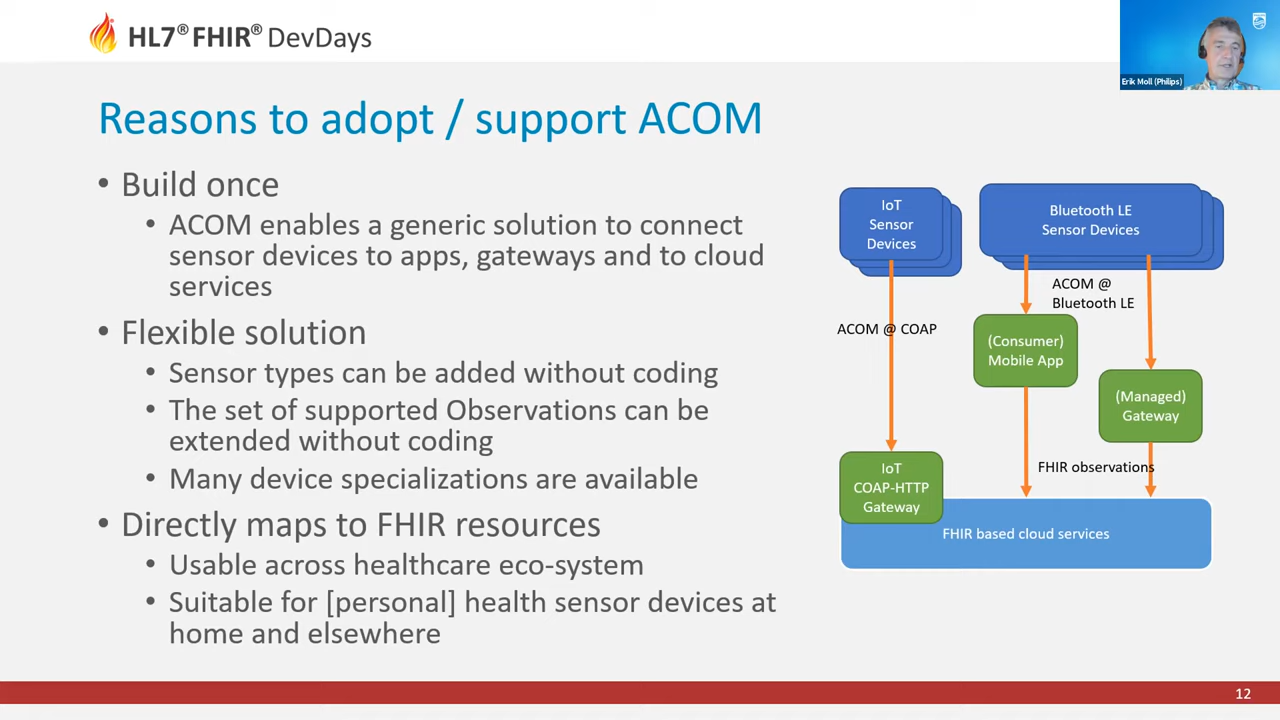 HL7® FHIR® DevDays
Erik Moll (Philips)
Reasons to adopt / support ACOM
• Build once
• ACOM enables a generic solution to connect
sensor devices to apps, gateways and to cloud
services
• Flexible solution
• Sensor types can be added without coding
• The set of supported Observations can be
extended without coding
• Many device specializations are available
• Directly maps to FHIR resources
• Usable across healthcare eco-system
• Suitable for [personal] health sensor devices at
home and elsewhere
IoT
Sensor
Devices
Bluetooth LE
Sensor Devices
ACOM @
Bluetooth LE
ACOM @ COAP
(Consumer)
Mobile App
(Managed)
Gateway
FHIR observations
IoT
COAP-HTTP
Gateway
FHIR based cloud services
12